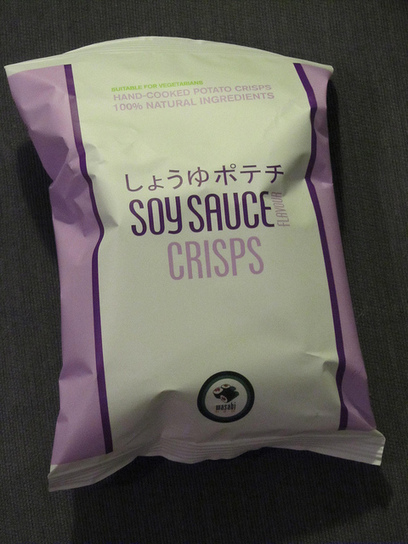 SUITABLE FOR VEGETARIANS
HAND-COOKED POTATO CRISPS
100% NATURAL INGREDIENTS
しょうゆポテチ
SOY SAUCE FLAVOUR
CRISPS
wasabi